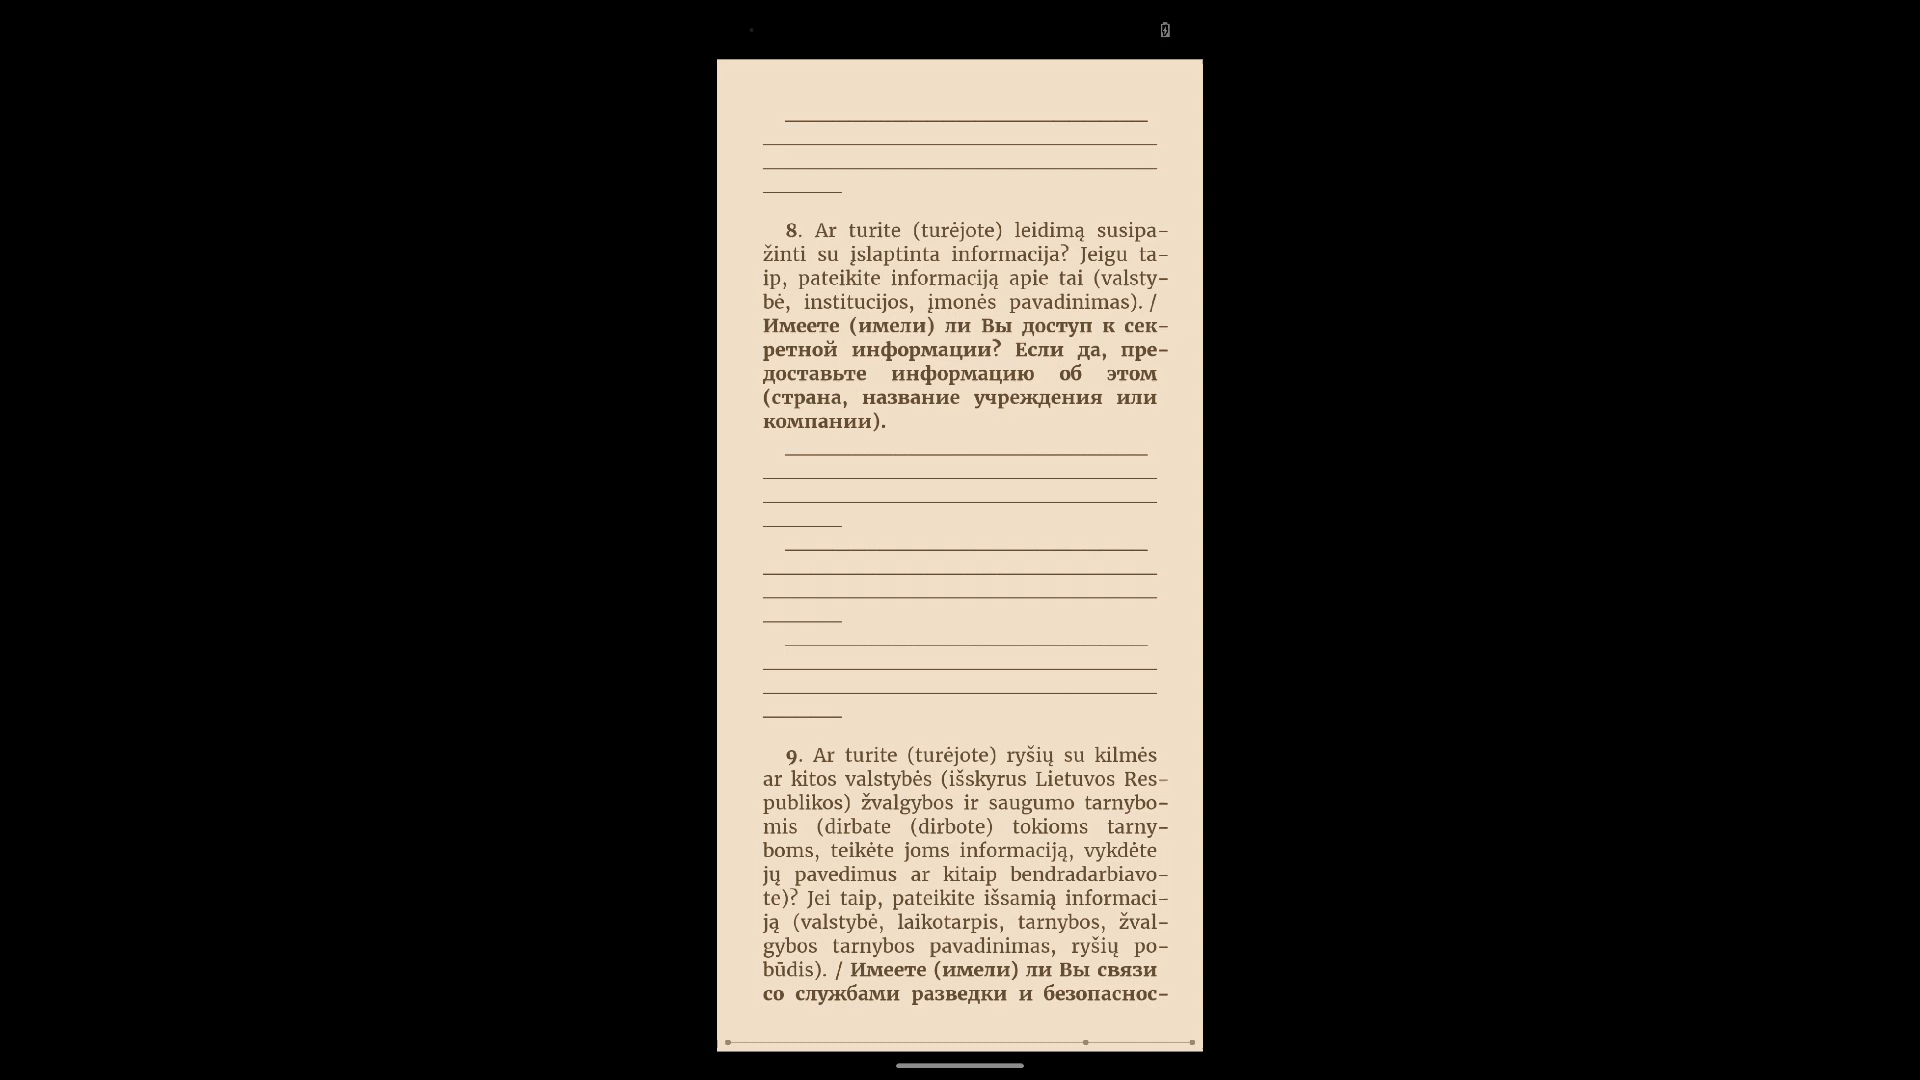 8. Ar turite (turėjote) leidimą susipa-
žinti su įslaptinta informacija? Jeigu ta-
ip, pateikite informaciją apie tai (valsty-
bė, institucijos, įmonės pavadinimas). /
Имеете (имели) ли Вы доступ к сек-
ретной информации? Если да, пре-
доставьте информацию об этом
(страна, название учреждения или
компании).
9. Ar turite (turėjote) ryšių su kilmės
ar kitos valstybės (išskyrus Lietuvos Res-
publikos) žvalgybos ir saugumo tarnybo-
mis (dirbate (dirbote) tokioms tarny-
boms, teikėte joms informaciją, vykdėte
jų pavedimus ar kitaip bendradarbiavo-
te)? Jei taip, pateikite išsamią informaci-
ją (valstybė, laikotarpis, tarnybos, žval-
gybos tarnybos pavadinimas, ryšių po-
būdis). / Имеете (имели) ли Вы связи
со службами разведки и безопаснос-